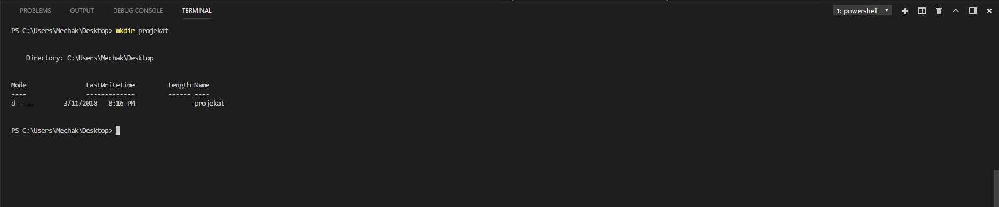 PROBLEMS OUTPUT DEBUG CONSOLE TERMINAL 1: powershell
PS C:\Users\Mechak\Desktop> mkdir projekat
Directory: C:\Users\Mechak\Desktop
Mode LastWriteTime Length Name
---- ------------- ------ ----
d----- 3/11/2018 8:16 PM projekat
PS C:\Users\Mechak\Desktop>